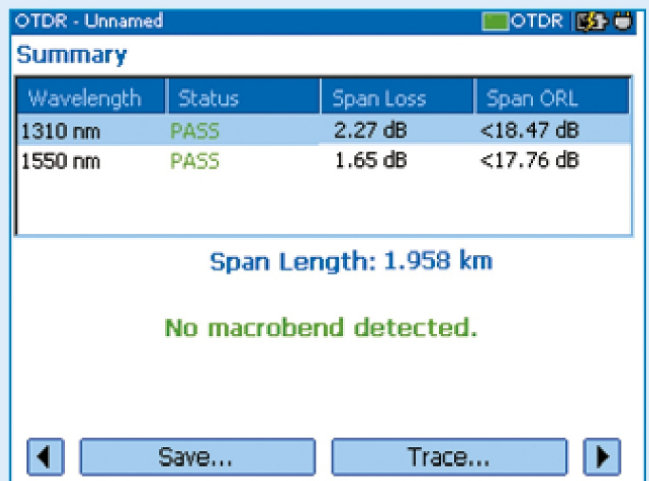 OTDR - Unnamed OTDR
Summary
Wavelength Status Span Loss Span ORL
1310 nm PASS 2.27 dB <18.47 dB
1550 nm PASS 1.65 dB <17.76 dB
Span Length: 1.958 km
No macrobend detected.
Save... Trace...